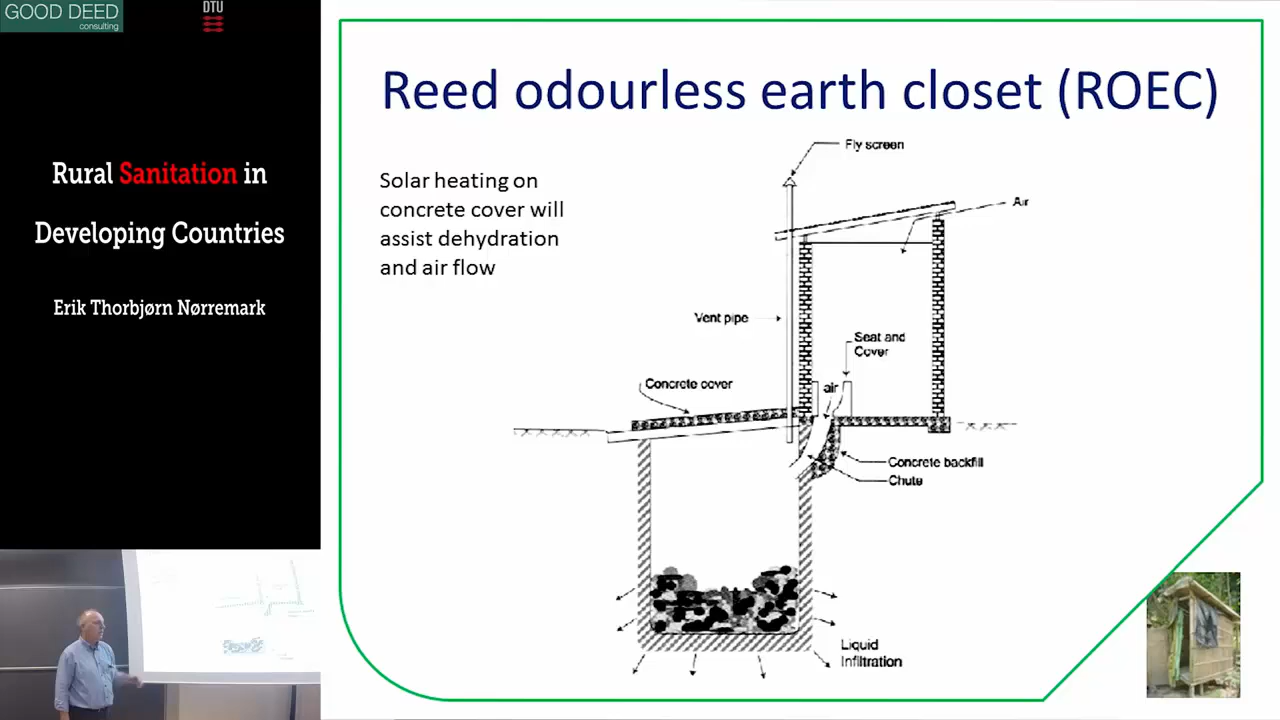 GOOD DEED
consulting
DTU
Rural Sanitation in
Developing Countries
Erik Thorbjørn Nørremark
Reed odourless earth closet (ROEC)
Solar heating on
concrete cover will
assist dehydration
and air flow
Fly screen
Air
Vent pipe
Seat and
Cover
air
Concrete cover
Concrete backfill
Chute
Liquid
Infiltration